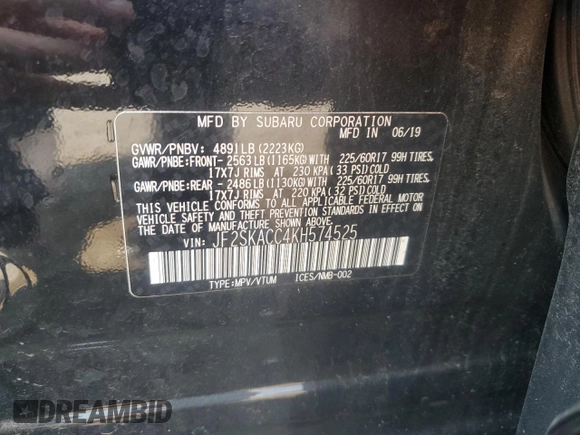 MFD BY SUBARU CORPORATION
MFD IN 06/19
GVWR/PNBV: 4891LB(2223KG)
GAWR/PNBE:FRONT- 2563LB(1165KG)WITH 225/60R17 99H TIRES,
17X7J RIMS AT 230 KPA(33 PSI)COLD
GAWR/PNBE:REAR - 2486LB(1130KG)WITH 225/60R17 99H TIRES,
17X7J RIMS AT 220 KPA(32 PSI)COLD
THIS VEHICLE CONFORMS TO ALL APPLICABLE FEDERAL MOTOR
VEHICLE SAFETY STANDARDS IN EFFECT ON
THE DATE OF MANUFACTURE SHOWN ABOVE.
VIN: JF2SKACC4KH574525
TYPE:MPV/VTUM ICES/NMB-002
DREAMBID